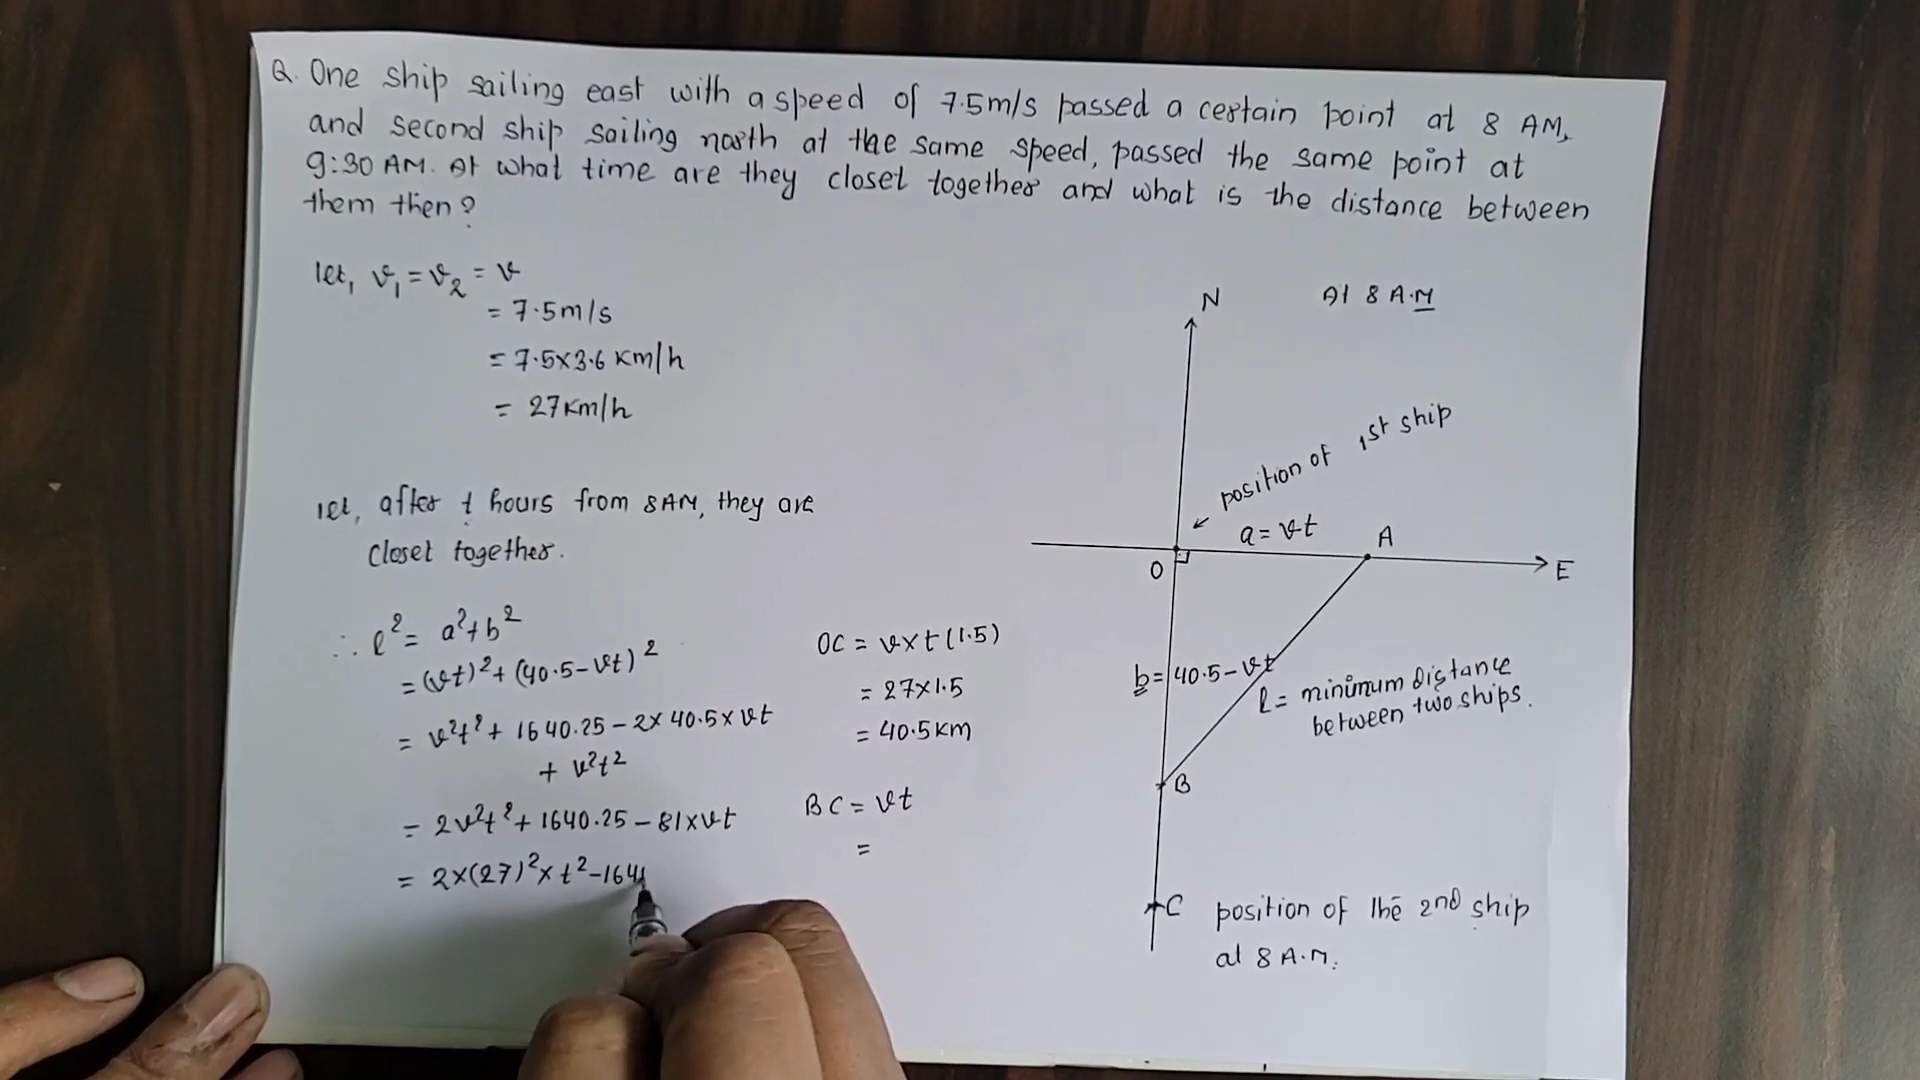 Q. One ship sailing east with a speed of 7.5m/s passed a certain point at 8 AM,
and second ship sailing north at the same speed, passed the same point at
9:30 AM. At what time are they closet together and what is the distance between
them then?
let, v₁ = v₂ = v
= 7.5m/s
= 7.5×3.6 km/h
= 27km/h
let, after t hours from 8AM, they are
closet together.
∴ l² = a²+b²
= (vt)² + (40.5-vt)²
= v²t² + 1640.25 - 2×40.5×vt
+ v²t²
= 2v²t² + 1640.25 - 81×vt
= 2×(27)²×t²-164
OC = v×t(1.5)
= 27×1.5
= 40.5km
BC = vt
=
At 8 A.M
N
position of 1st ship
a = vt
A
O
E
b = 40.5-vt
l = minimum distance
between two ships.
B
C position of the 2nd ship
at 8 A.M.